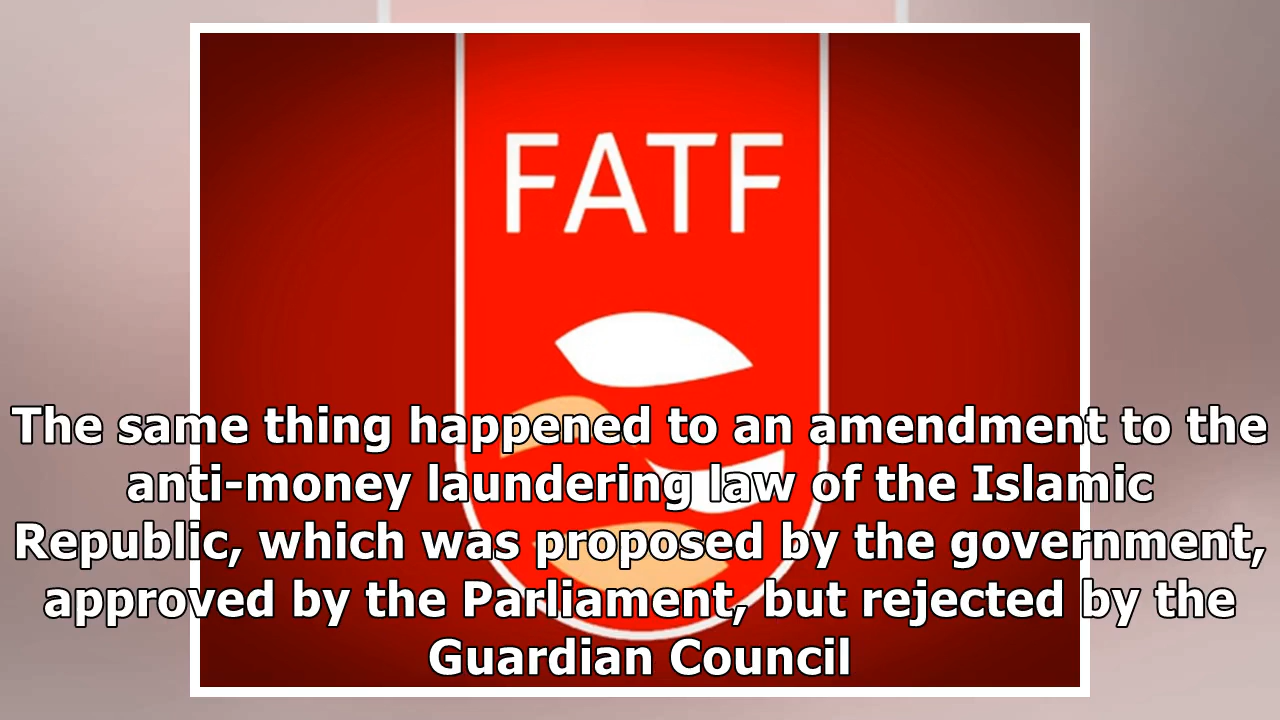 FATF
The same thing happened to an amendment to the
anti-money laundering law of the Islamic
Republic, which was proposed by the government,
approved by the Parliament, but rejected by the
Guardian Council